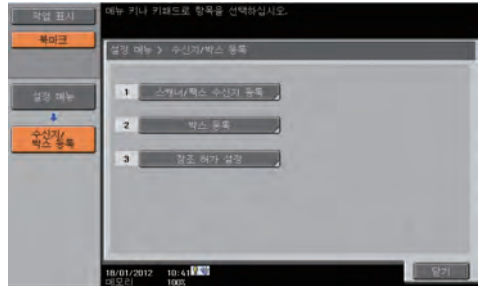 작업 표시
메뉴 키나 키패드로 항목을 선택하십시오.
북마크
설정 메뉴 > 수신지/박스 등록
설정 메뉴
수신지/
박스 등록
1 스캐너/팩스 수신지 등록
2 박스 등록
3 참조 허가 설정
18/01/2012 10:41
메모리 100%
닫기